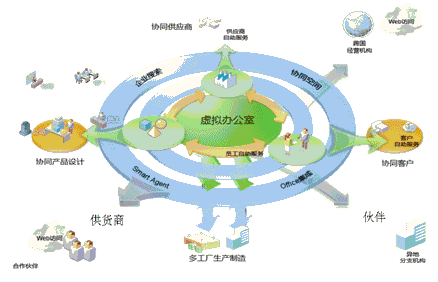 协同供应商
供应商
自助服务
Web访问
跨国
经营机构
企业搜索
协同空间
虚拟办公室
员工自助服务
协同产品设计
客户
自助服务
协同客户
Smart Agent
Office集成
供货商
伙伴
Web访问
合作伙伴
多工厂生产制造
异地
分支机构